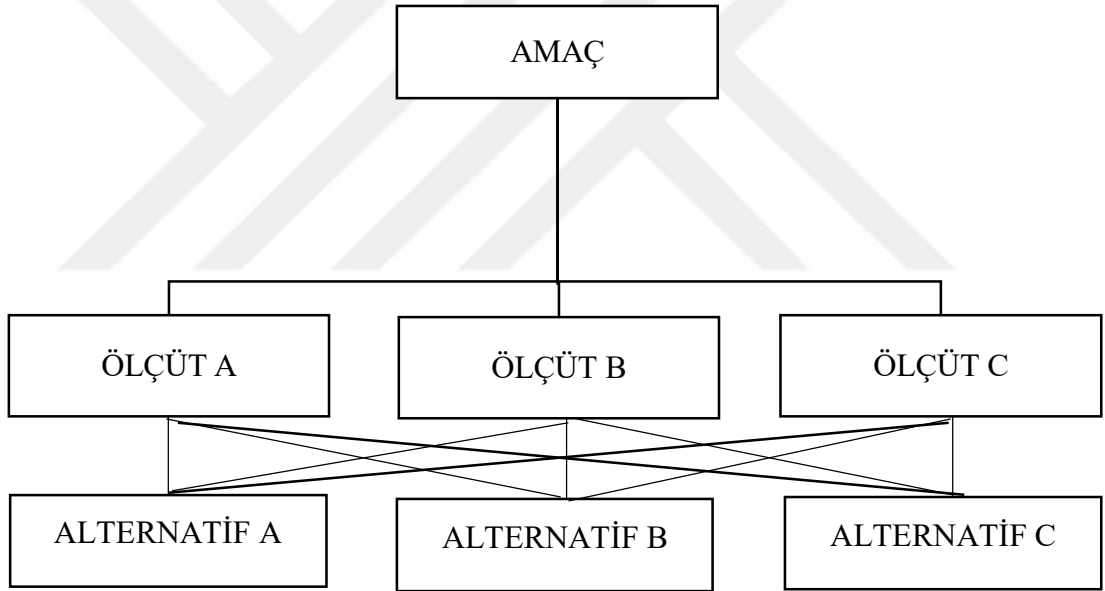 AMAÇ
ÖLÇÜT A
ÖLÇÜT B
ÖLÇÜT C
ALTERNATİF A
ALTERNATİF B
ALTERNATİF C